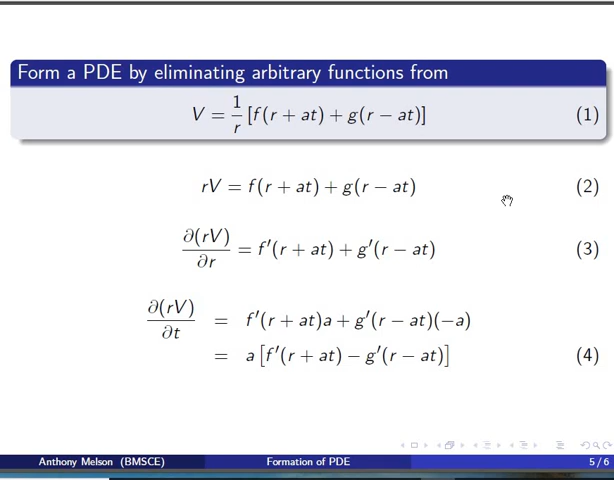 Form a PDE by eliminating arbitrary functions from
V = 1/r [f(r + at) + g(r − at)] (1)
rV = f(r + at) + g(r − at) (2)
∂(rV)/∂r = f′(r + at) + g′(r − at) (3)
∂(rV)/∂t = f′(r + at)a + g′(r − at)(−a)
= a [f′(r + at) − g′(r − at)] (4)
Anthony Melson (BMSCE) Formation of PDE 5 / 6